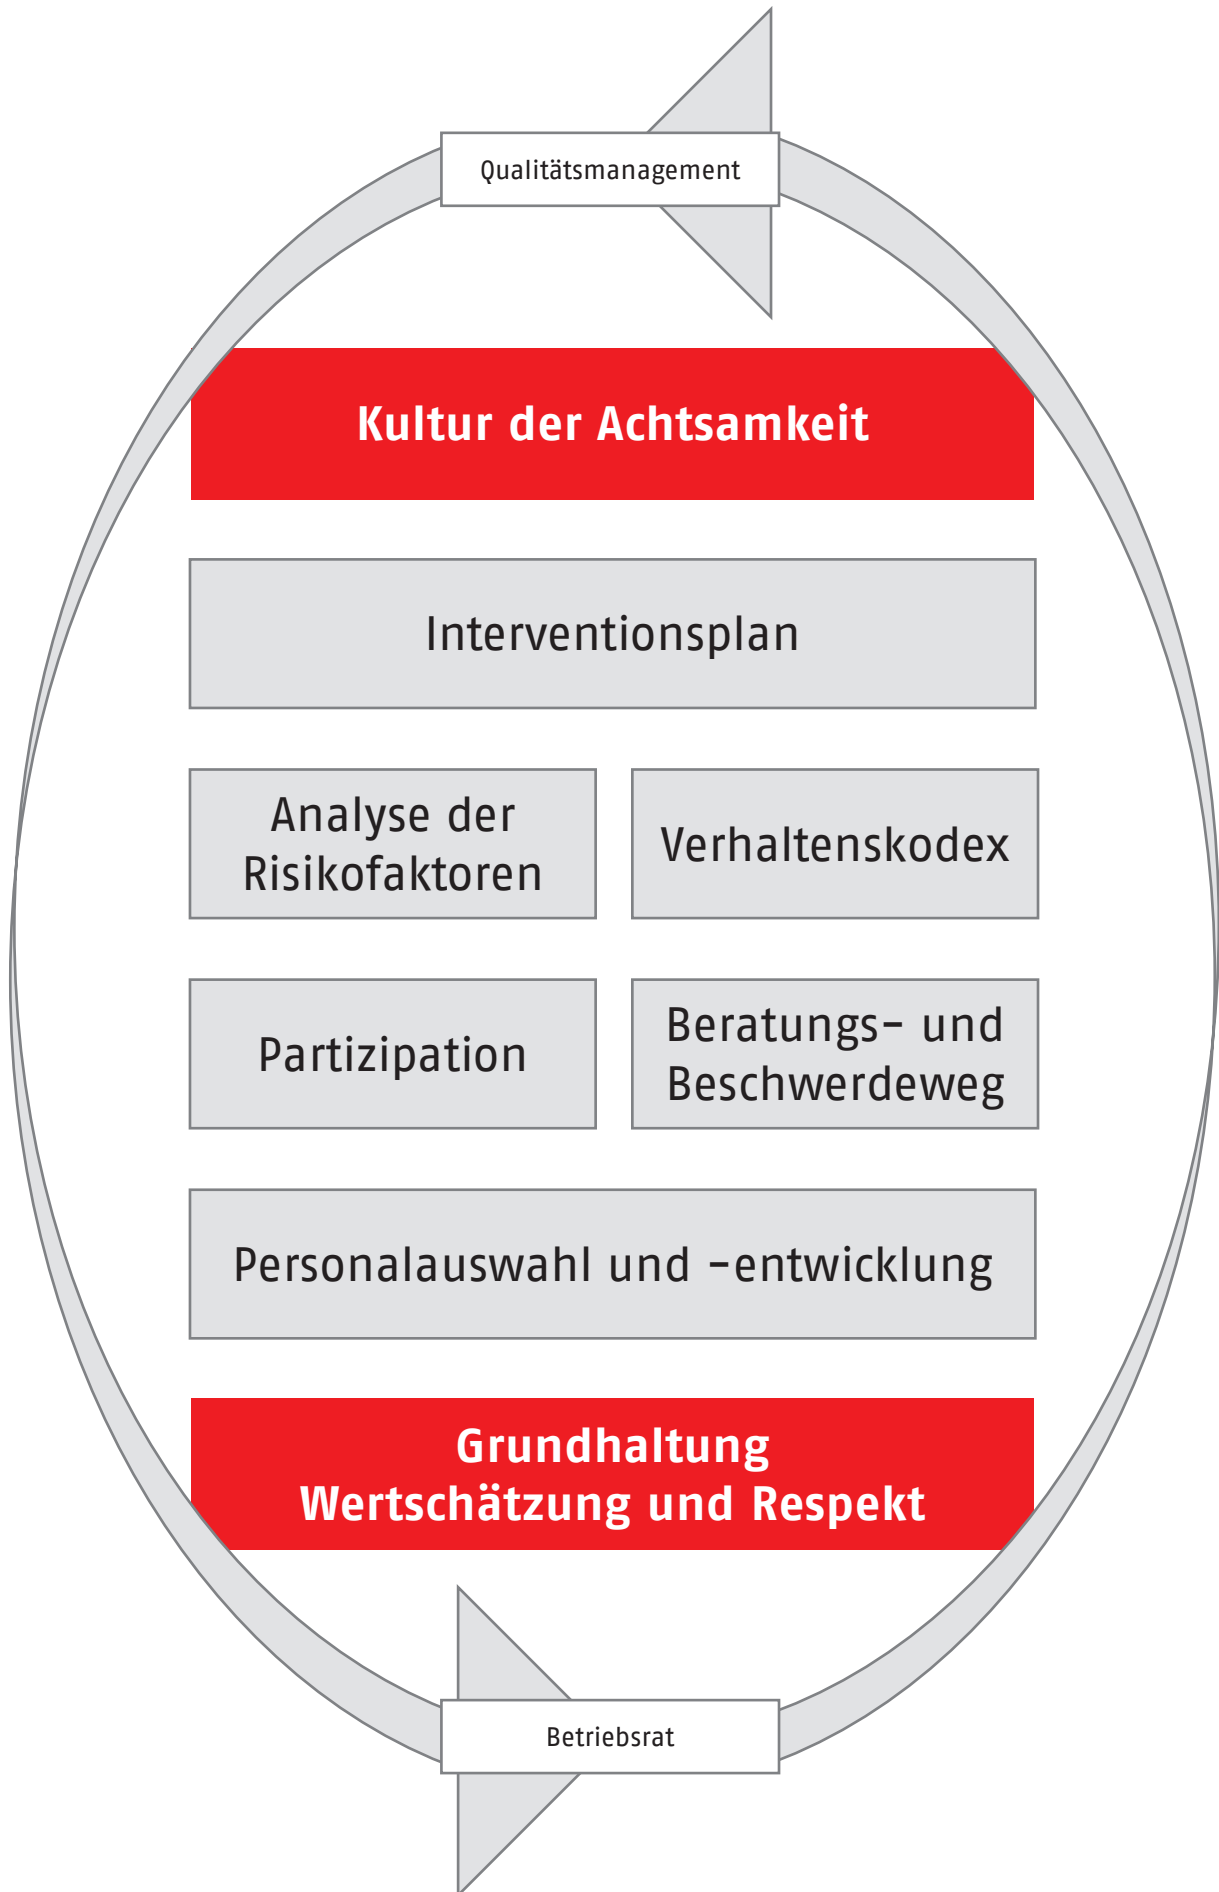 Qualitätsmanagement
Kultur der Achtsamkeit
Interventionsplan
Analyse der
Risikofaktoren
Verhaltenskodex
Partizipation
Beratungs- und
Beschwerdeweg
Personalauswahl und -entwicklung
Grundhaltung
Wertschätzung und Respekt
Betriebsrat